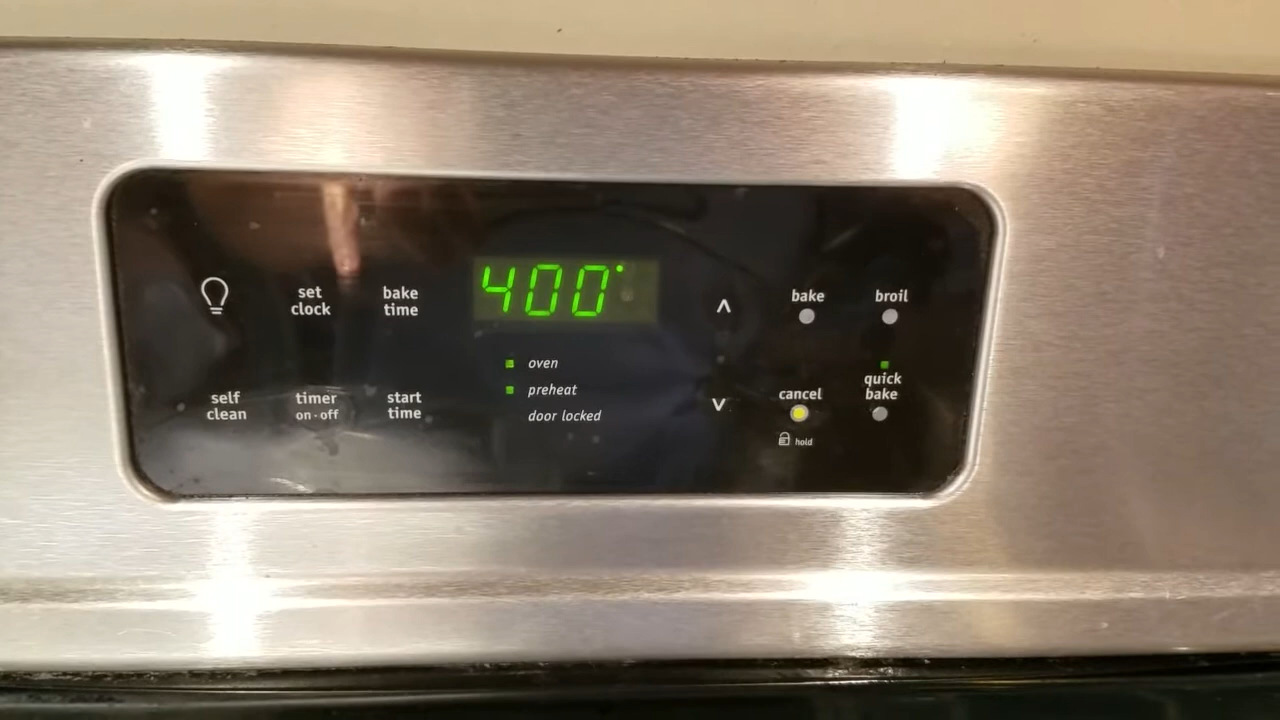 400°
set
clock
bake
time
bake
broil
oven
preheat
door locked
self
clean
timer
on-off
start
time
cancel
hold
quick
bake